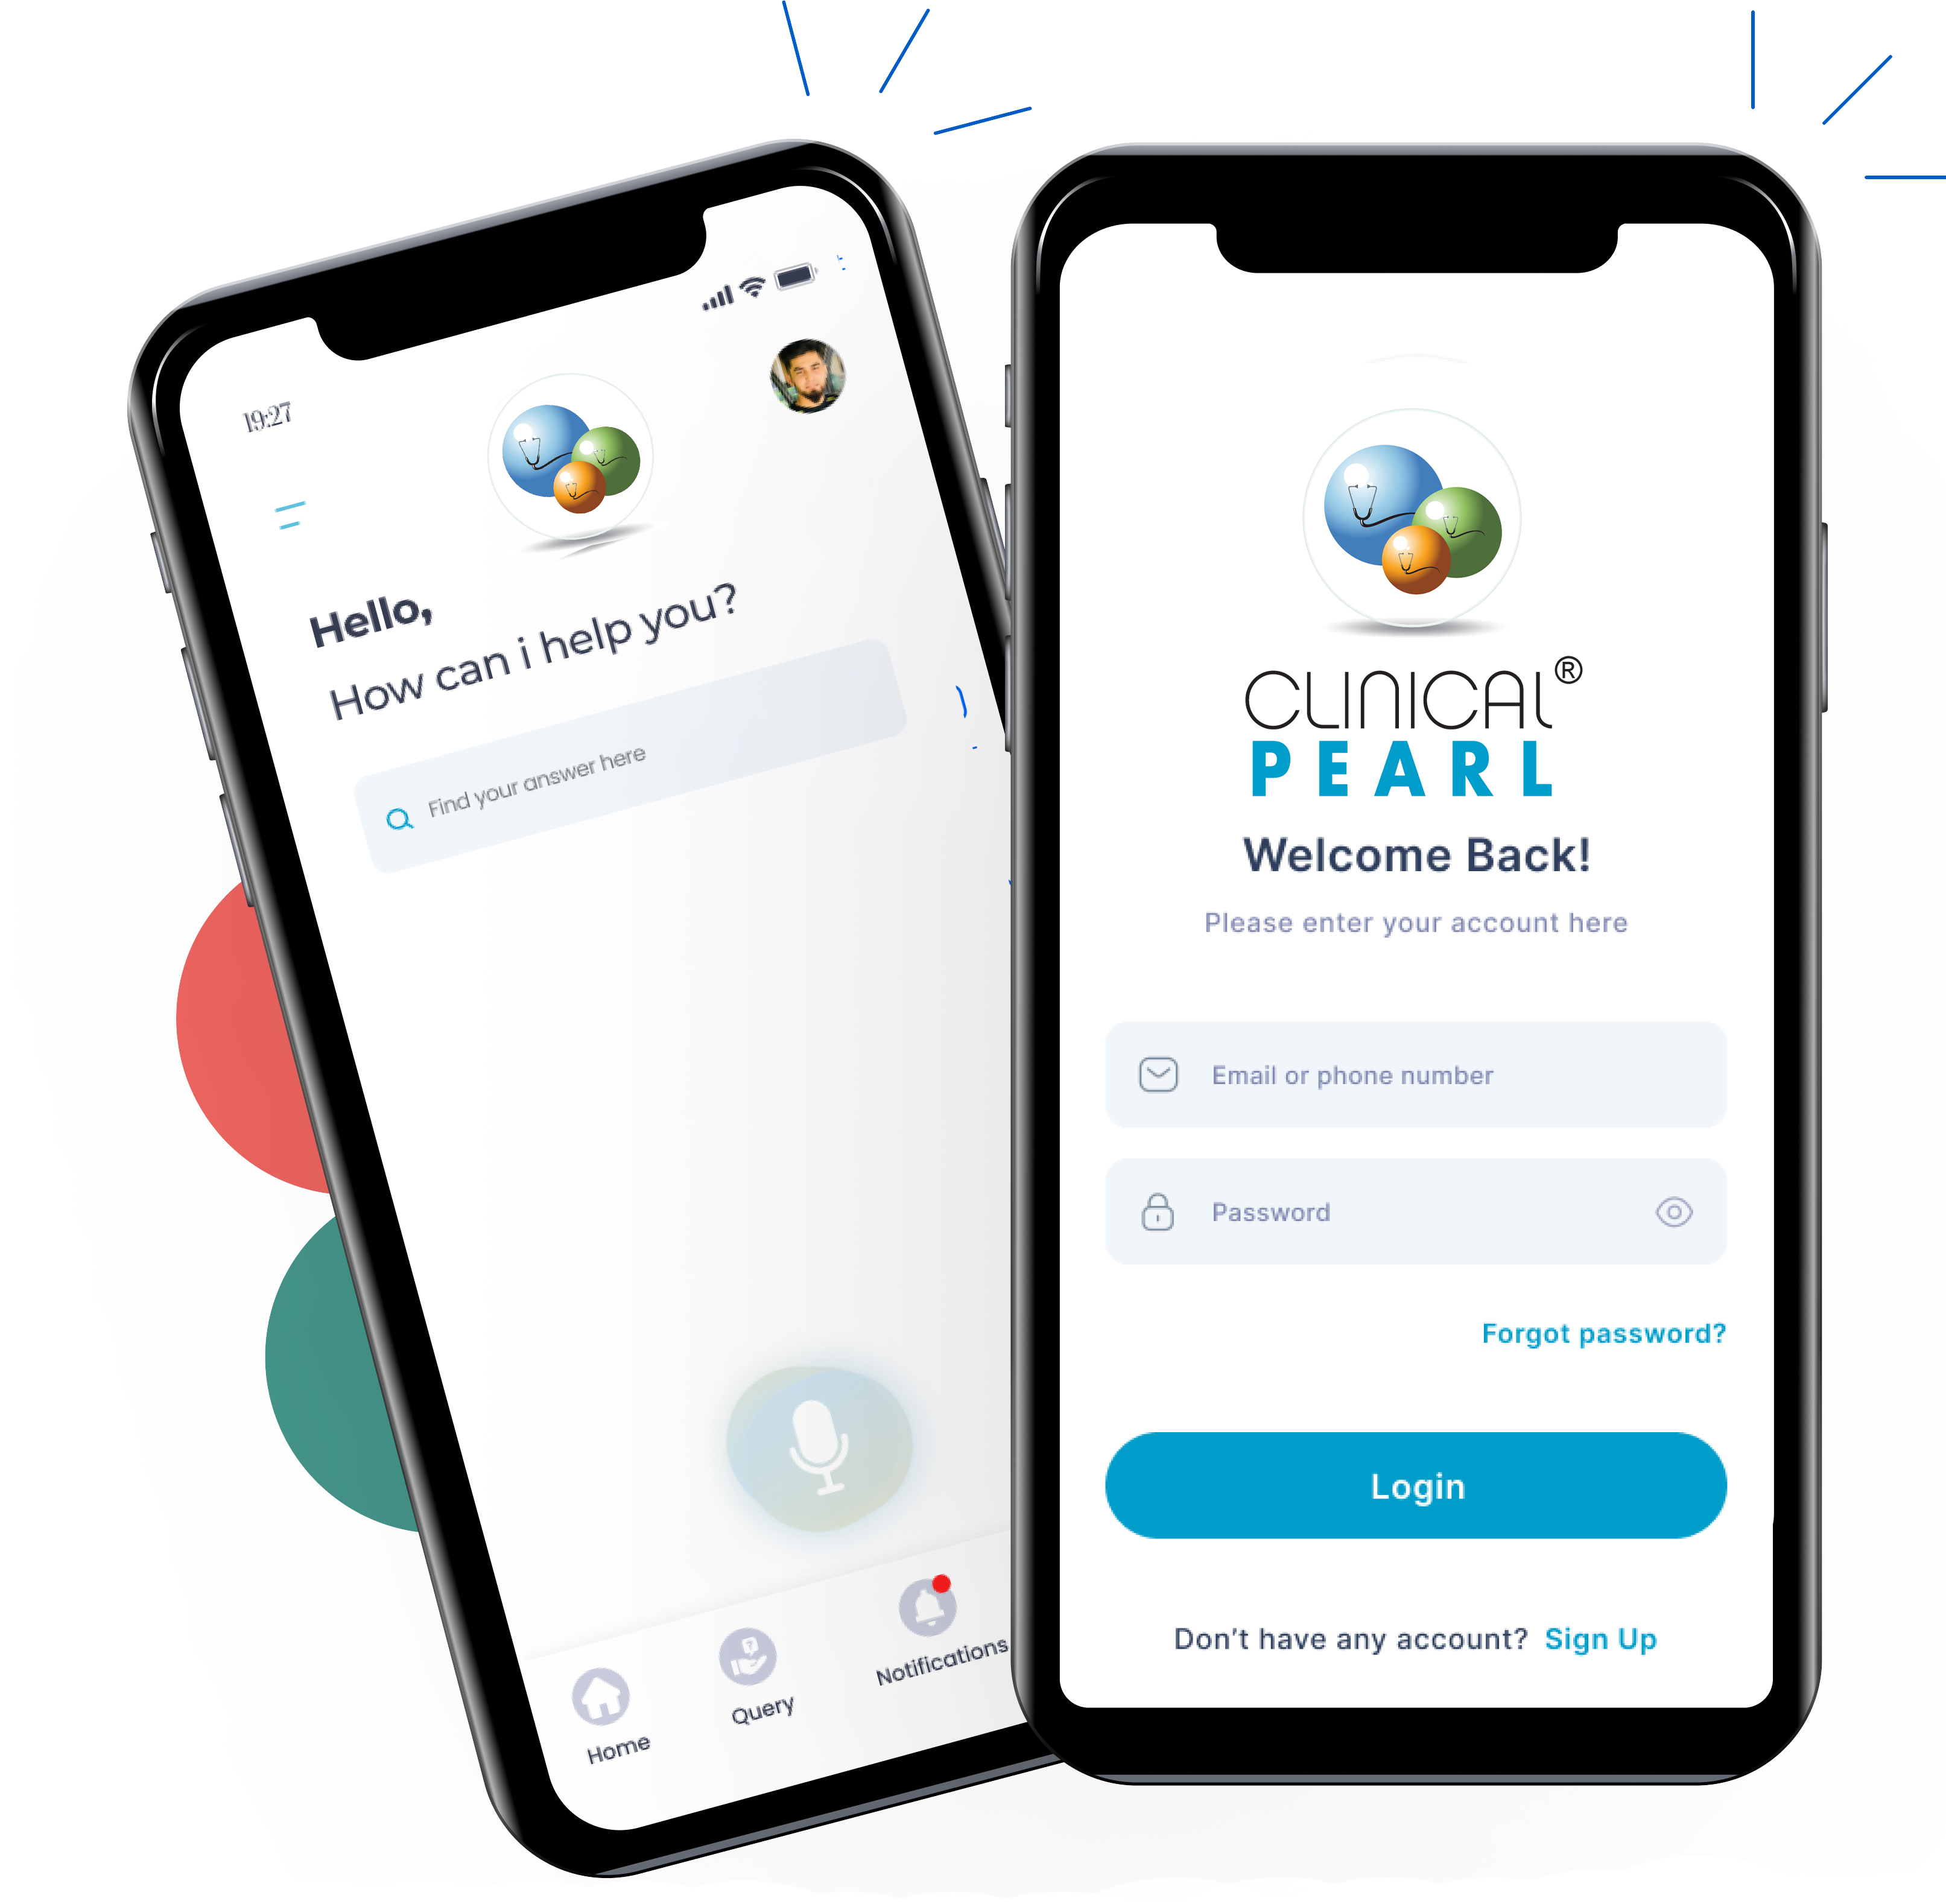 19:27
Hello,
How can i help you?
Find your answer here
Home
Query
Notifications
CLINICAL®
PEARL
Welcome Back!
Please enter your account here
Email or phone number
Password
Forgot password?
Login
Don't have any account? Sign Up